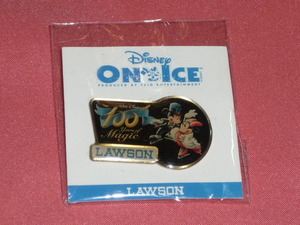 Disney
ON ICE
PRODUCED BY FELD ENTERTAINMENT
100
Years of
Magic
LAWSON
LAWSON